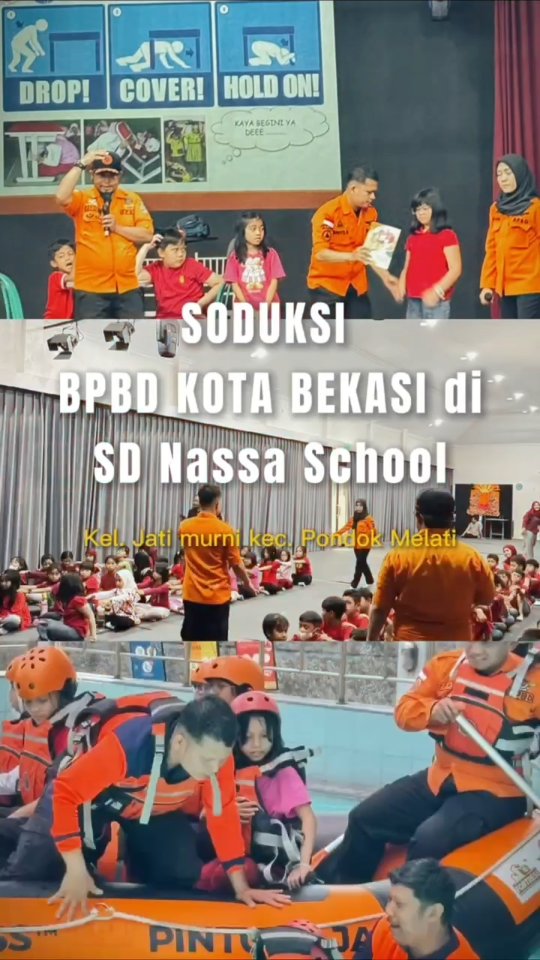 DROP!
COVER!
HOLD ON!
KAYA BEGINI YA
DEEE
SODUKSI
BPBD KOTA BEKASI di
SD Nassa School
Kel. Jati murni kec. Pondok Melati
PINTU
JA